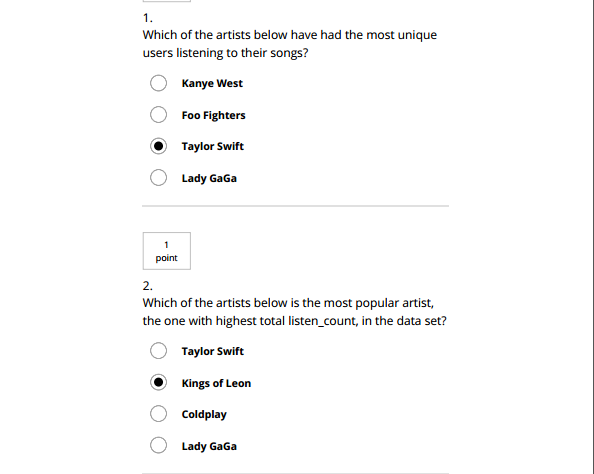 1.
Which of the artists below have had the most unique
users listening to their songs?
Kanye West
Foo Fighters
Taylor Swift
Lady GaGa
1
point
2.
Which of the artists below is the most popular artist,
the one with highest total listen_count, in the data set?
Taylor Swift
Kings of Leon
Coldplay
Lady GaGa